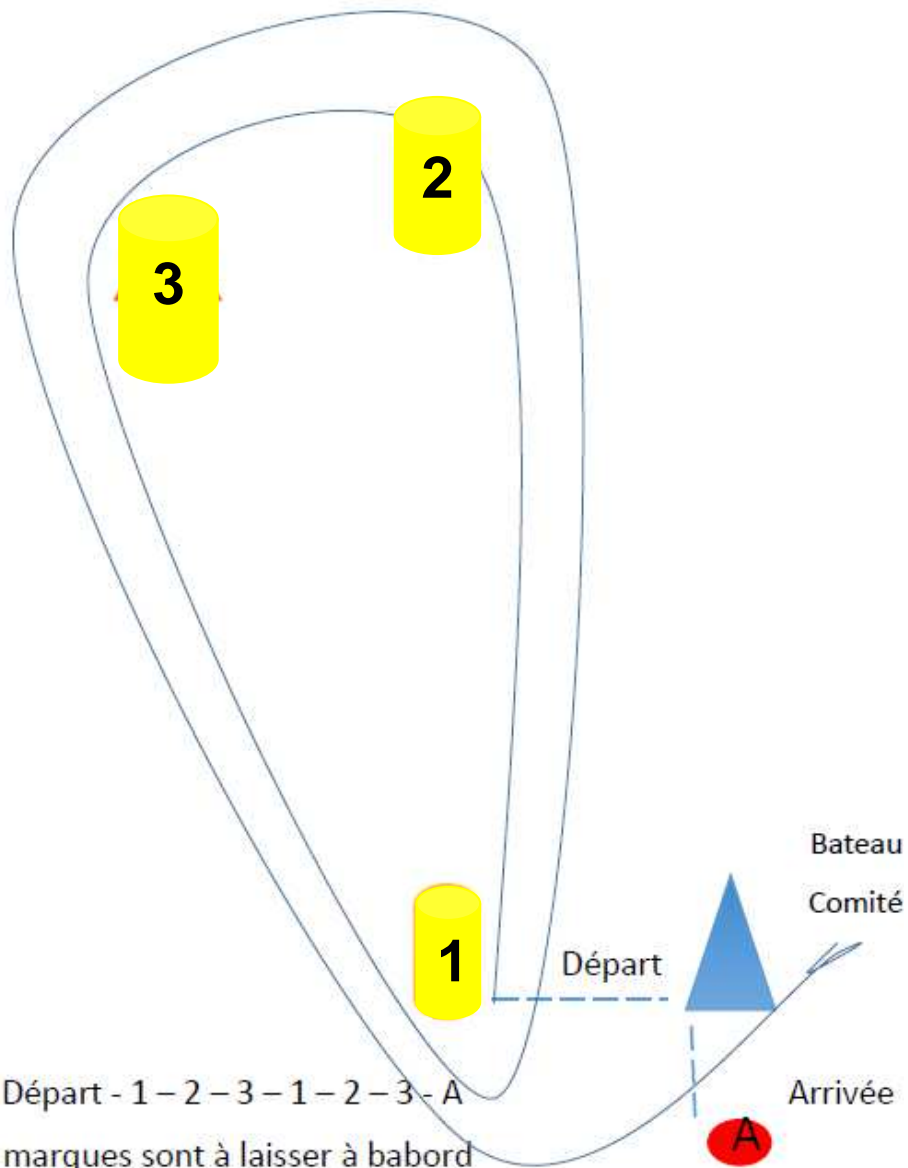 2
3
Bateau
Comité
1
Départ
Départ - 1 – 2 – 3 - 1 – 2 – 3 - A
Arrivée
A
marques sont à laisser à babord